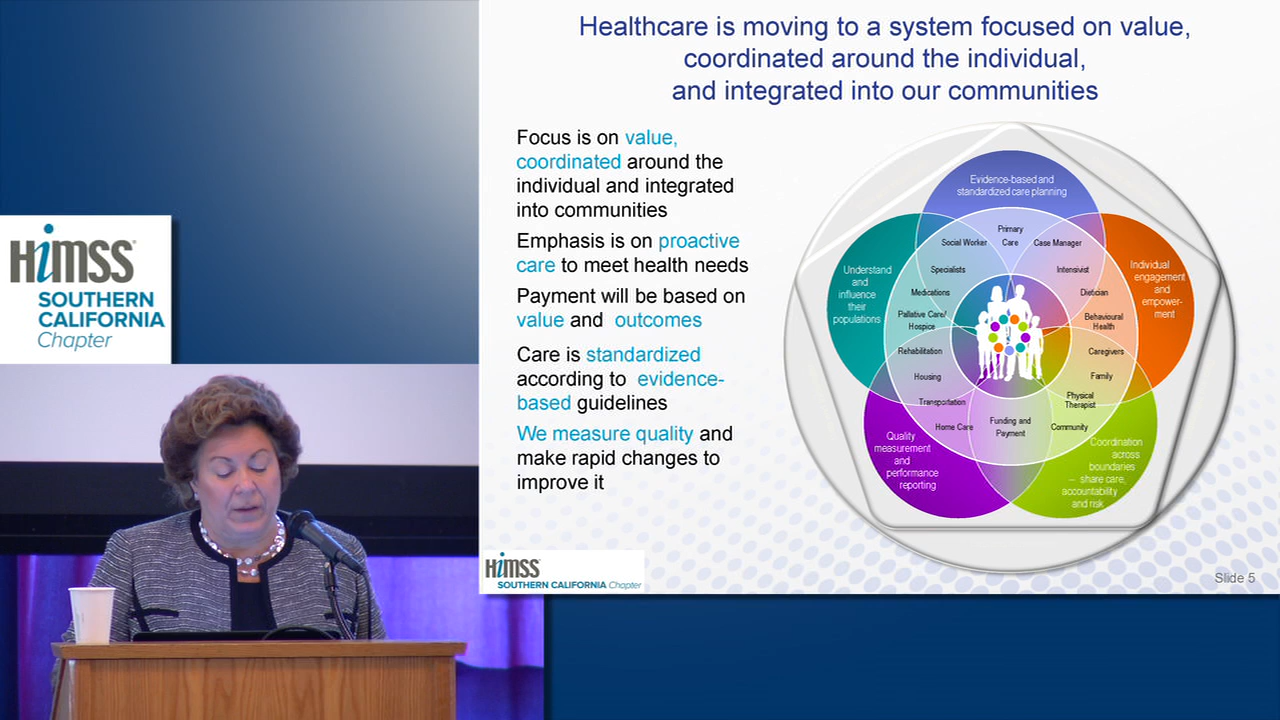 Healthcare is moving to a system focused on value,
coordinated around the individual,
and integrated into our communities
HiMSS
SOUTHERN
CALIFORNIA
Chapter
Focus is on value,
coordinated around the
individual and integrated
into communities
Emphasis is on proactive
care to meet health needs
Payment will be based on
value and outcomes
Care is standardized
according to evidence-
based guidelines
We measure quality and
make rapid changes to
improve it
Evidence-based and
standardized care planning
Individual
engagement
and
empower-
ment
Coordination
across
boundaries
– share care,
accountability
and risk
Quality
measurement
and
performance
reporting
Understand
and
influence
their
populations
Primary
Care
Case Manager
Intensivist
Dietician
Behavioural
Health
Caregivers
Family
Physical
Therapist
Community
Funding and
Payment
Home Care
Transportation
Housing
Rehabilitation
Palliative Care/
Hospice
Medications
Specialists
Social Worker
HiMSS
SOUTHERN CALIFORNIA Chapter
Slide 5